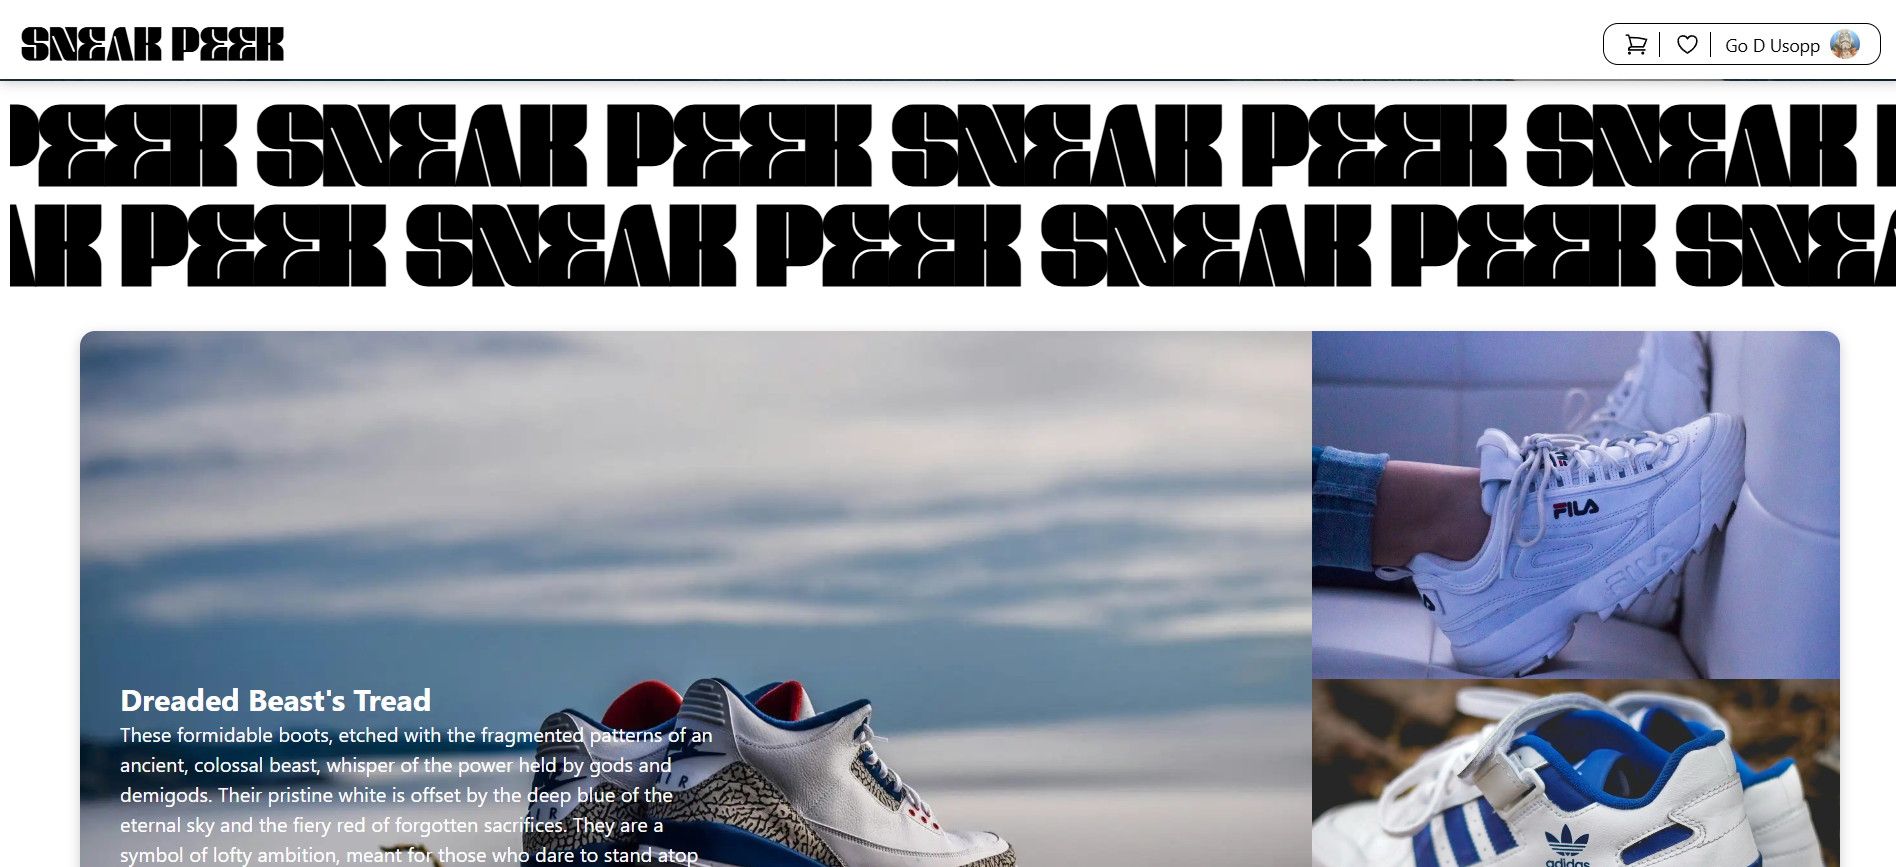 SNEAK PEEK
Go D Usopp
PEEK SNEAK PEEK SNEAK PEEK SNEAK
AK PEEK SNEAK PEEK SNEAK PEEK SNEA
FILA
FILA
Dreaded Beast's Tread
These formidable boots, etched with the fragmented patterns of an
ancient, colossal beast, whisper of the power held by gods and
demigods. Their pristine white is offset by the deep blue of the
eternal sky and the fiery red of forgotten sacrifices. They are a
symbol of lofty ambition, meant for those who dare to stand atop
AIR
adidas